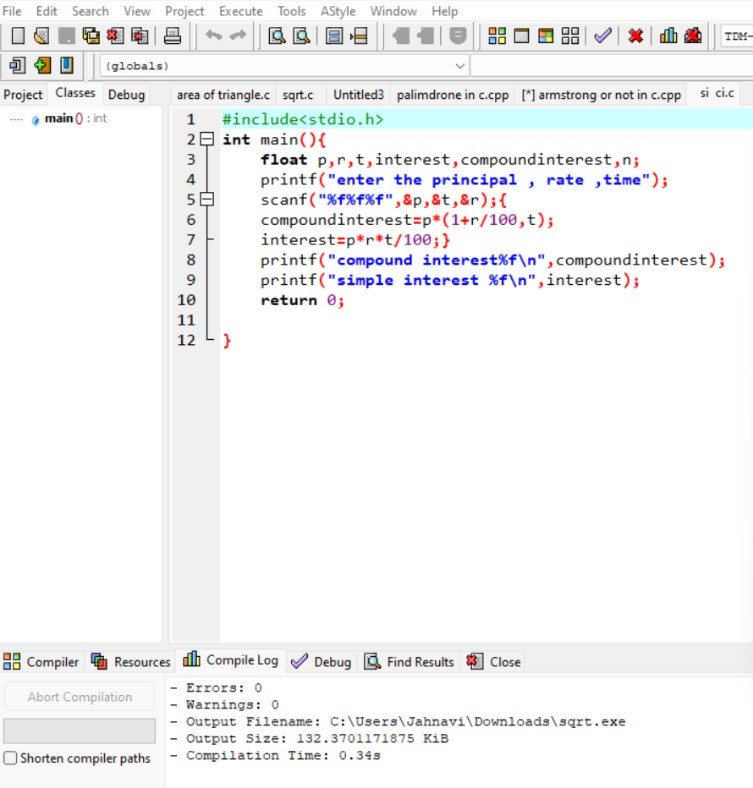 File Edit Search View Project Execute Tools AStyle Window Help
TDM-
(globals)
Project Classes Debug
area of triangle.c sqrt.c Untitled3 palimdrone in c.cpp [*] armstrong or not in c.cpp si ci.c
main () : int
1 #include<stdio.h>
2 int main(){
3 float p,r,t,interest,compoundinterest,n;
4 printf("enter the principal , rate ,time");
5 scanf("%f%f%f",&p,&t,&r);{
6 compoundinterest=p*(1+r/100,t);
7 interest=p*r*t/100;}
8 printf("compound interest%f\n",compoundinterest);
9 printf("simple interest %f\n",interest);
10 return 0;
11
12 }
Compiler Resources Compile Log Debug Find Results Close
Abort Compilation
Shorten compiler paths
- Errors: 0
- Warnings: 0
- Output Filename: C:\Users\Jahnavi\Downloads\sqrt.exe
- Output Size: 132.3701171875 KiB
- Compilation Time: 0.34s